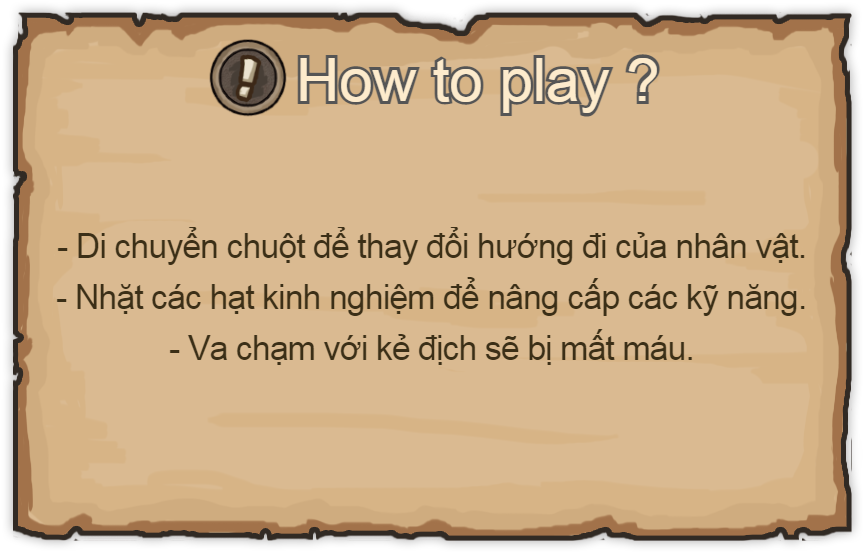 How to play ?
- Di chuyển chuột để thay đổi hướng đi của nhân vật.
- Nhặt các hạt kinh nghiệm để nâng cấp các kỹ năng.
- Va chạm với kẻ địch sẽ bị mất máu.